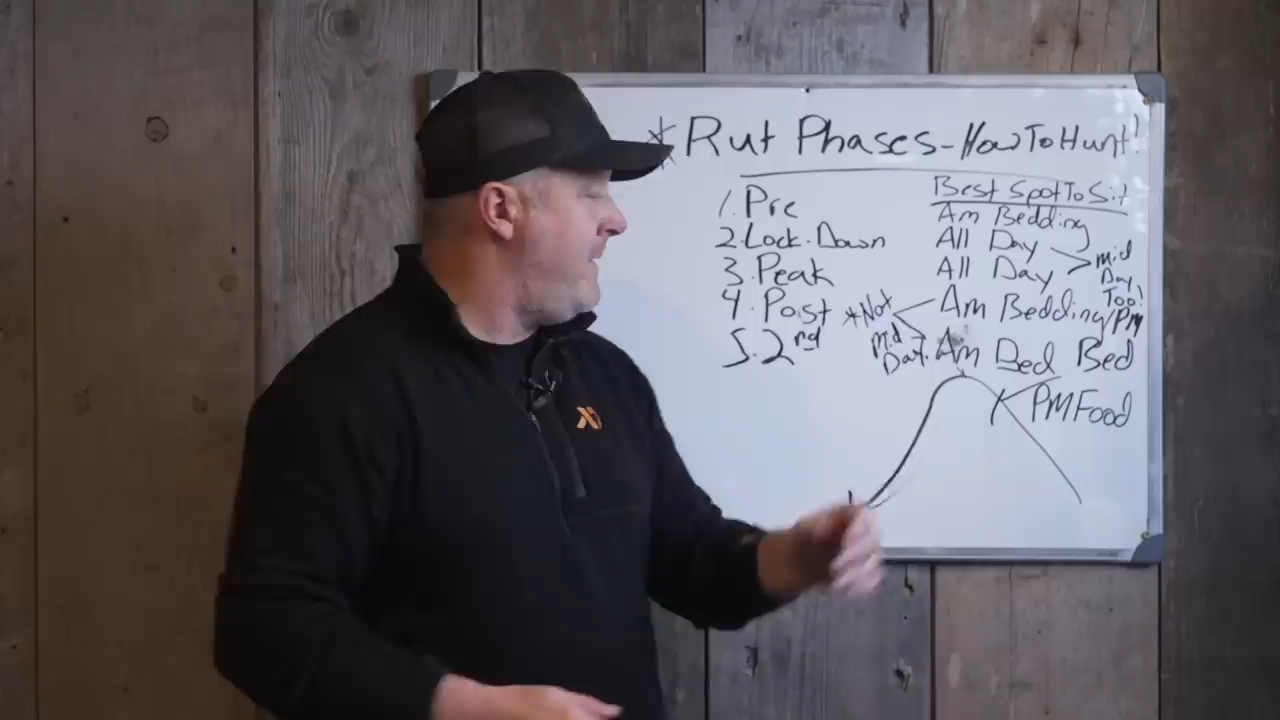 * Rut Phases - How To Hunt!
Best Spot To Sit
1. Pre
Am Bedding
2. Lock. Down
All Day
3. Peak
All Day
mid
Day
Too!
4. Post
*Not
Mid
Day.
Am Bedding/PM
5. 2nd
Am Bed Bed
PM Food